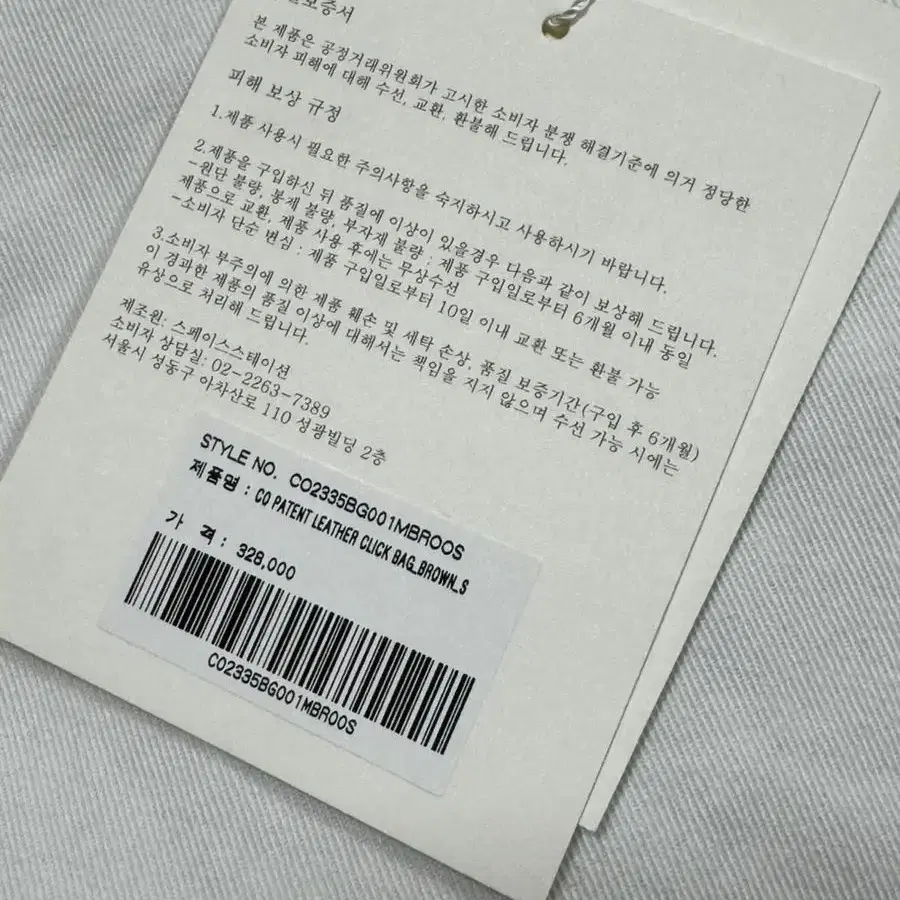 보증서
본 제품은 공정거래위원회가 고시한 소비자 분쟁 해결기준에 의거 정당한
소비자 피해에 대해 수선, 교환, 환불해 드립니다.
피해 보상 규정
1.제품 사용시 필요한 주의사항을 숙지하시고 사용하시기 바랍니다.
2.제품을 구입하신 뒤 품질에 이상이 있을경우 다음과 같이 보상해 드립니다.
-원단 불량, 봉제 불량, 부자제 불량 : 제품 구입일로부터 6개월 이내 동일
제품으로 교환, 제품 사용 후에는 무상수선
-소비자 단순 변심 : 제품 구입일로부터 10일 이내 교환 또는 환불 가능
3.소비자 부주의에 의한 제품 훼손 및 세탁 손상, 품질 보증기간(구입 후 6개월)
이 경과한 제품의 품질 이상에 대해서는 책임을 지지 않으며 수선 가능 시에는
유상으로 처리해 드립니다.
제조원: 스페이스스테이션
소비자 상담실: 02-2263-7389
서울시 성동구 아차산로 110 성광빌딩 2층
STYLE NO. CO2335BG001MBR00S
제품명 : CO PATENT LEATHER CLICK BAG_BROWN_S
가 격 : 328,000
CO2335BG001MBR00S